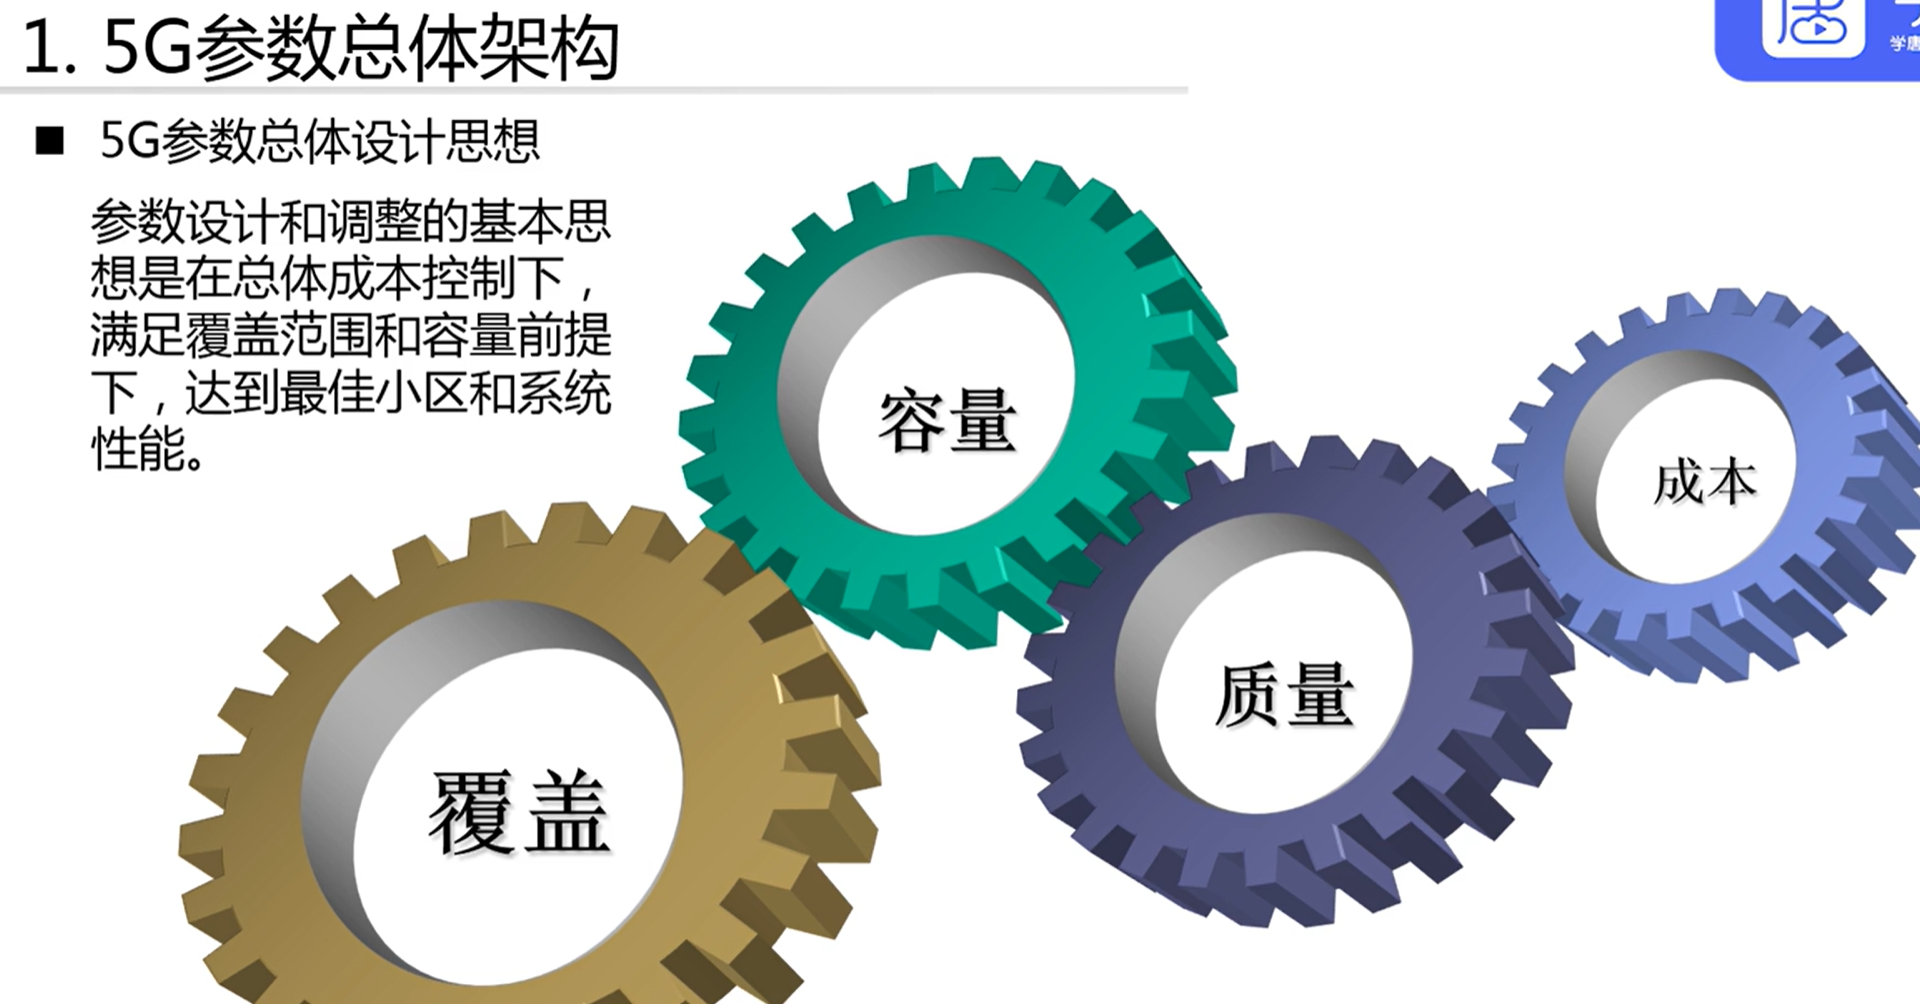 1. 5G参数总体架构
■ 5G参数总体设计思想
参数设计和调整的基本思
想是在总体成本控制下，
满足覆盖范围和容量前提
下，达到最佳小区和系统
性能。
容量
成本
质量
覆盖